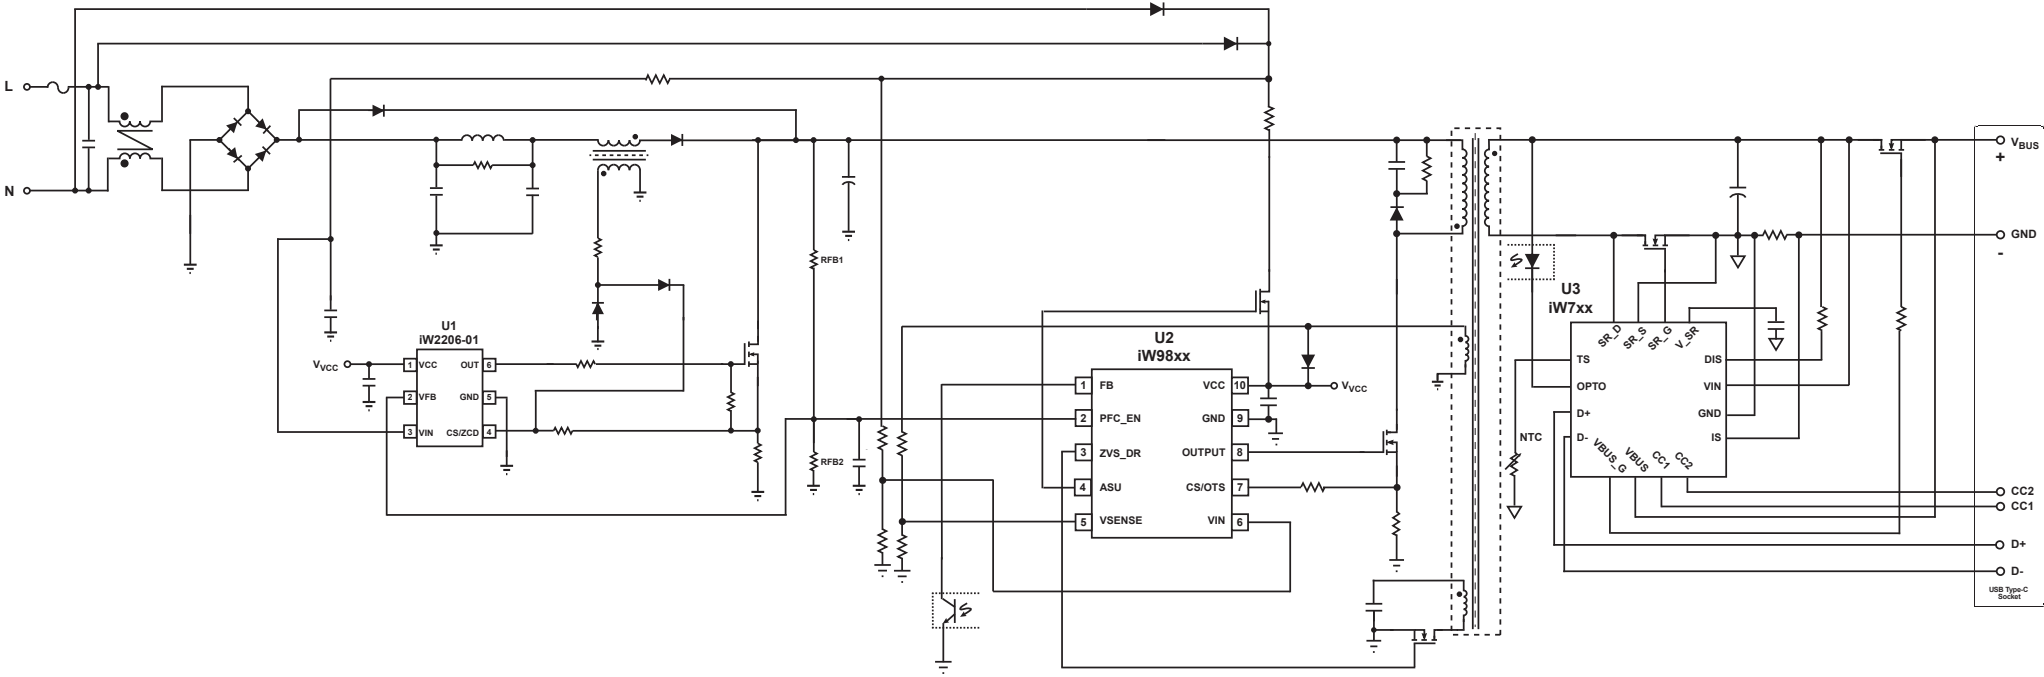 L
N
RFB1
RFB2
U1
iW2206-01
VVCC
1 VCC
OUT 6
2 VFB
GND 5
3 VIN
CS/ZCD 4
U2
iW98xx
1 FB
VCC 10
VVCC
2 PFC_EN
GND 9
3 ZVS_DR
OUTPUT 8
4 ASU
CS/OTS 7
5 VSENSE
VIN 6
U3
iW7xx
SR_D
SR_S
SR_G
V_SR
TS
DIS
OPTO
VIN
D+
GND
D-
IS
VBUS_G
VBUS
CC1
CC2
NTC
VBUS
+
GND
-
CC2
CC1
D+
D-
USB Type-C
Socket